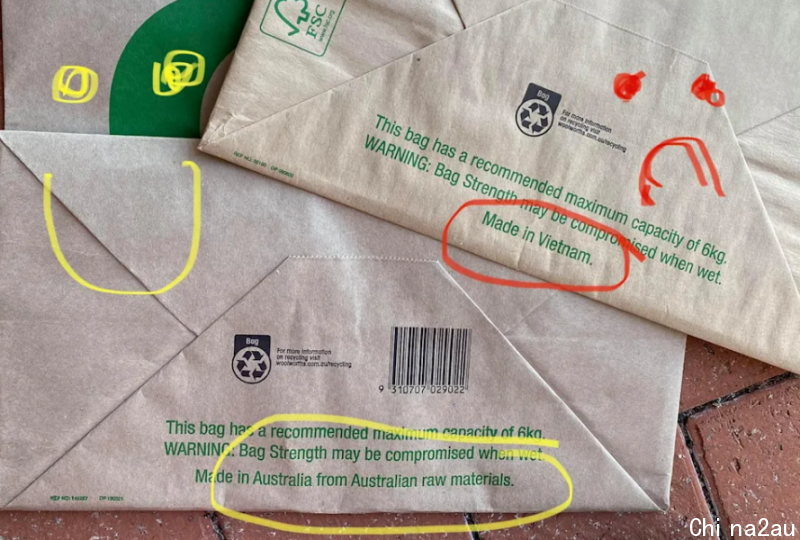 FSC
Bag
For more information
on recycling visit
woolworths.com.au/recycling
This bag has a recommended maximum capacity of 6kg.
WARNING: Bag Strength may be compromised when wet.
Made in Vietnam.
Bag
For more information
on recycling visit
woolworths.com.au/recycling
9 310707 029022
This bag has a recommended maximum capacity of 6kg.
WARNING: Bag Strength may be compromised when wet.
Made in Australia from Australian raw materials.
Chi na2au